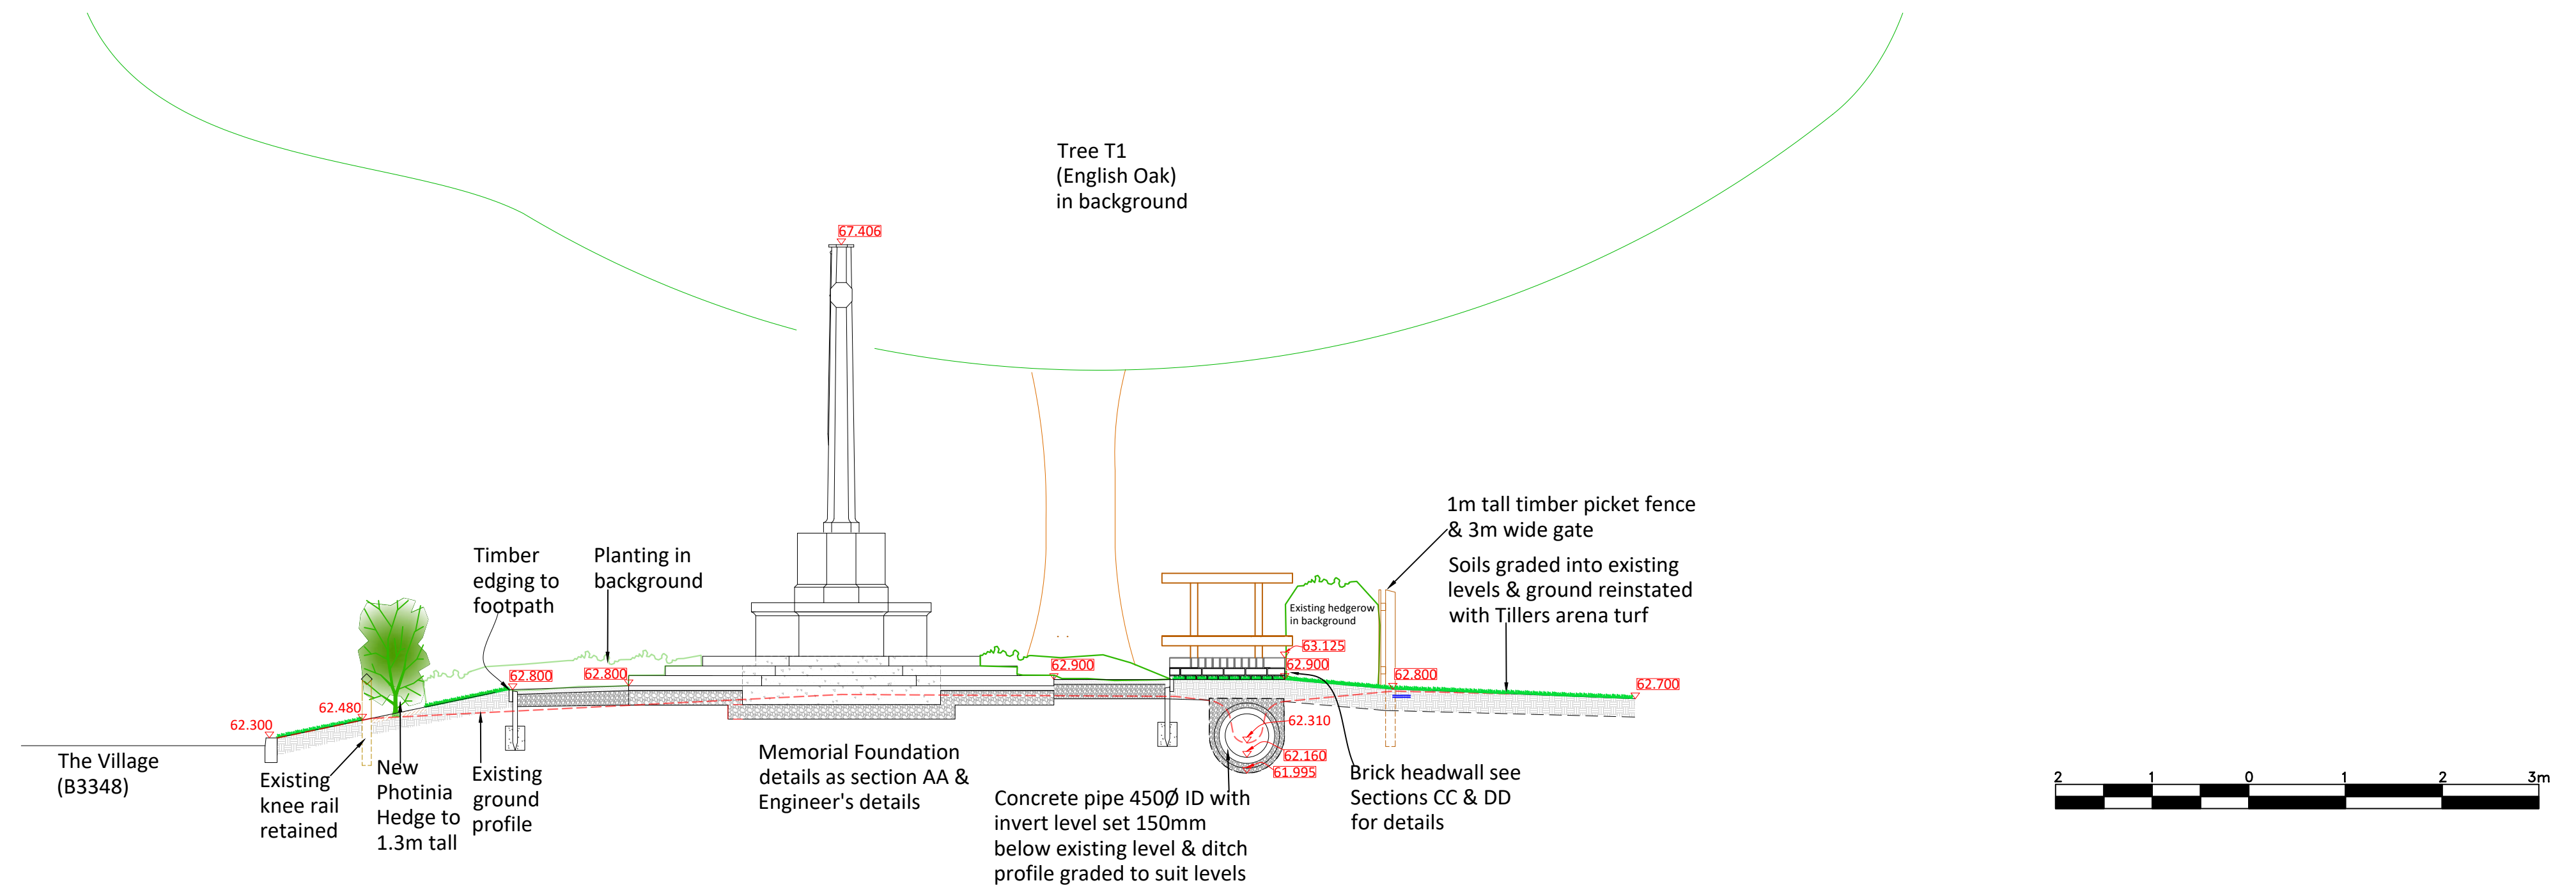 Tree T1
(English Oak)
in background
67.406
1m tall timber picket fence
& 3m wide gate
Timber
edging to
footpath
Planting in
background
Soils graded into existing
levels & ground reinstated
with Tillers arena turf
Existing hedgerow
in background
63.125
62.900
62.900
62.800
62.800
62.800
62.700
62.480
62.300
62.310
62.160
61.995
The Village
(B3348)
Existing
knee rail
retained
New
Photinia
Hedge to
1.3m tall
Existing
ground
profile
Memorial Foundation
details as section AA &
Engineer's details
Concrete pipe 450Ø ID with
invert level set 150mm
below existing level & ditch
profile graded to suit levels
Brick headwall see
Sections CC & DD
for details
2 1 0 1 2 3m